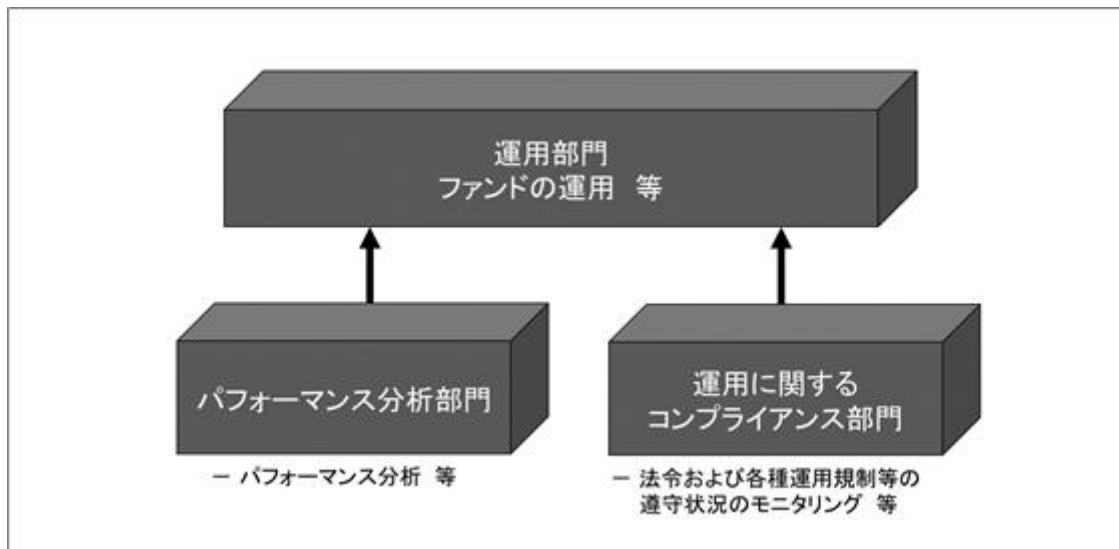 運用部門
ファンドの運用 等
パフォーマンス分析部門
－ パフォーマンス分析 等
運用に関する
コンプライアンス部門
－ 法令および各種運用規制等の
遵守状況のモニタリング 等